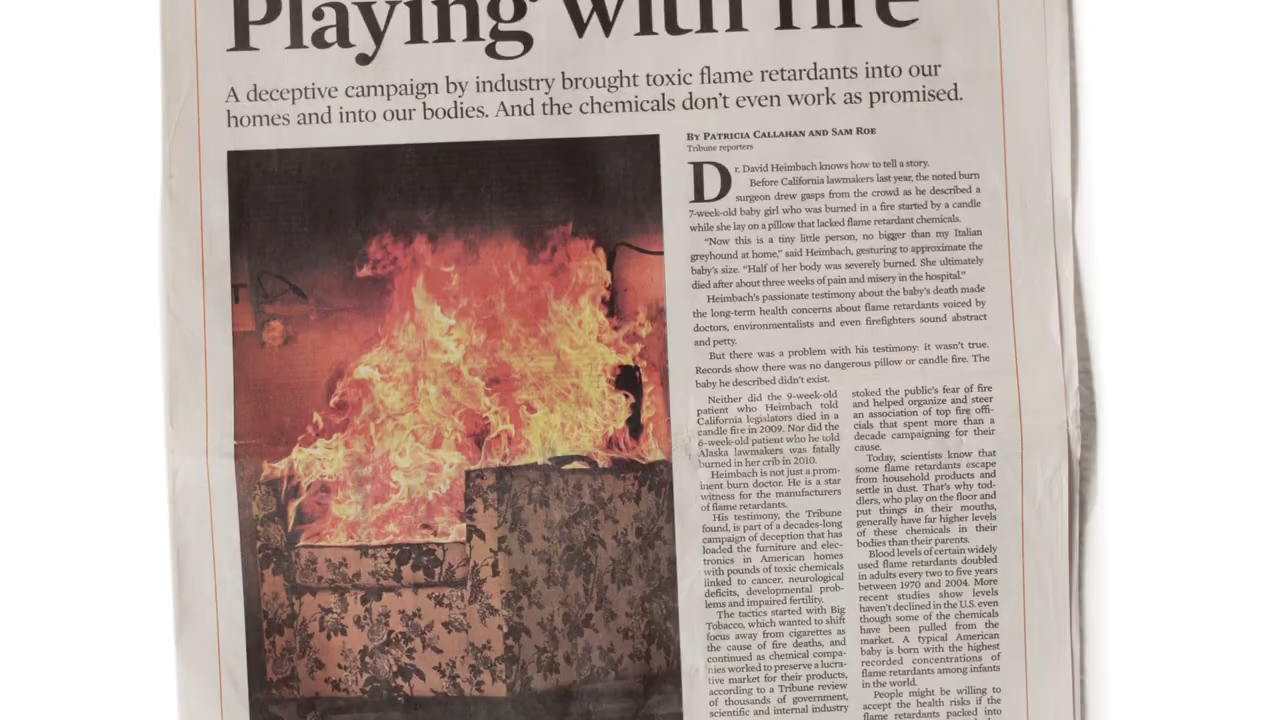 Playing with fire
A deceptive campaign by industry brought toxic flame retardants into our
homes and into our bodies. And the chemicals don't even work as promised.
BY PATRICIA CALLAHAN AND SAM ROE
Tribune reporters
Dr. David Heimbach knows how to tell a story.
Before California lawmakers last year, the noted burn
surgeon drew gasps from the crowd as he described a
7-week-old baby girl who was burned in a fire started by a candle
while she lay on a pillow that lacked flame retardant chemicals.
"Now this is a tiny little person, no bigger than my Italian
greyhound at home," said Heimbach, gesturing to approximate the
baby's size. "Half of her body was severely burned. She ultimately
died after about three weeks of pain and misery in the hospital."
Heimbach's passionate testimony about the baby's death made
the long-term health concerns about flame retardants voiced by
doctors, environmentalists and even firefighters sound abstract
and petty.
But there was a problem with his testimony: it wasn't true.
Records show there was no dangerous pillow or candle fire. The
baby he described didn't exist.
Neither did the 9-week-old
patient who Heimbach told
California legislators died in a
candle fire in 2009. Nor did the
6-week-old patient who he told
Alaska lawmakers was fatally
burned in her crib in 2010.
Heimbach is not just a prom-
inent burn doctor. He is a star
witness for the manufacturers
of flame retardants.
His testimony, the Tribune
found, is part of a decades-long
campaign of deception that has
loaded the furniture and elec-
tronics in American homes
with pounds of toxic chemicals
linked to cancer, neurological
deficits, developmental prob-
lems and impaired fertility.
The tactics started with Big
Tobacco, which wanted to shift
focus away from cigarettes as
the cause of fire deaths, and
continued as chemical compa-
nies worked to preserve a lucra-
tive market for their products,
according to a Tribune review
of thousands of government,
scientific and internal industry
stoked the public's fear of fire
and helped organize and steer
an association of top fire offi-
cials that spent more than a
decade campaigning for their
cause.
Today, scientists know that
some flame retardants escape
from household products and
settle in dust. That's why tod-
dlers, who play on the floor and
put things in their mouths,
generally have far higher levels
of these chemicals in their
bodies than their parents.
Blood levels of certain widely
used flame retardants doubled
in adults every two to five years
between 1970 and 2004. More
recent studies show levels
haven't declined in the U.S. even
though some of the chemicals
have been pulled from the
market. A typical American
baby is born with the highest
recorded concentrations of
flame retardants among infants
in the world.
People might be willing to
accept the health risks if the
flame retardants packed into